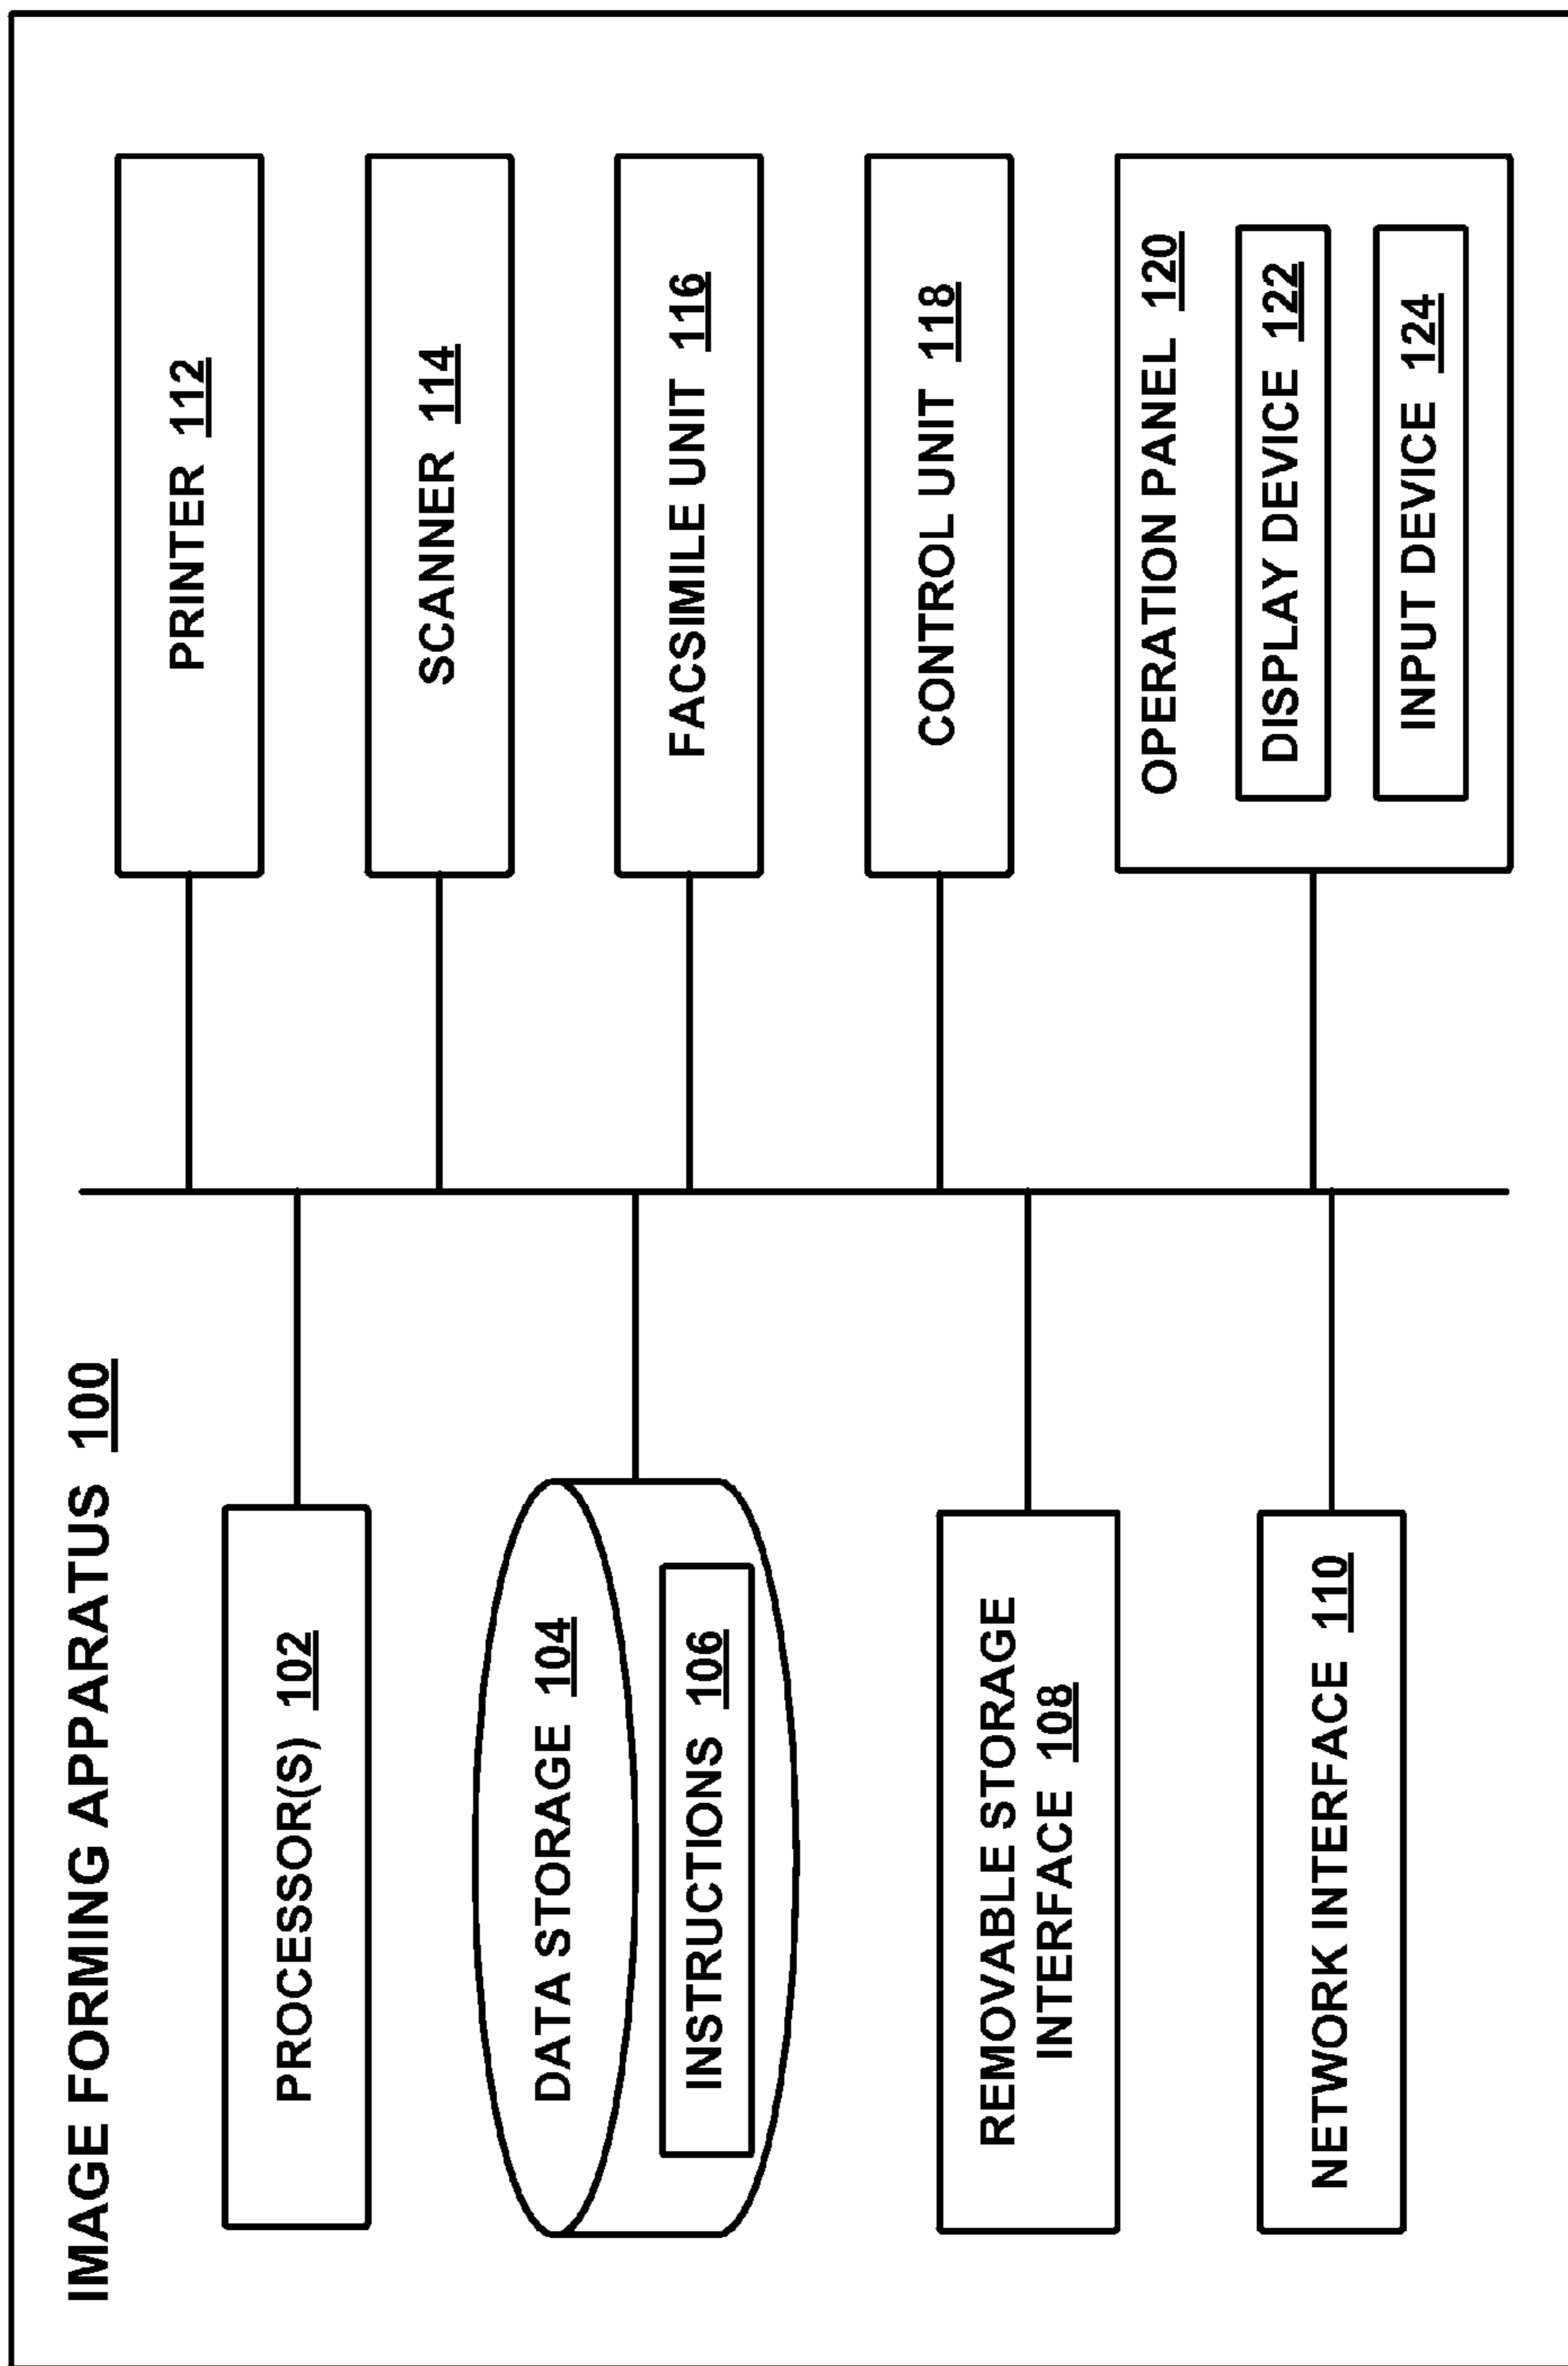 IMAGE FORMING APPARATUS 100
PROCESSOR(S) 102
DATA STORAGE 104
INSTRUCTIONS 106
REMOVABLE STORAGE
INTERFACE 108
NETWORK INTERFACE 110
PRINTER 112
SCANNER 114
FACSIMILE UNIT 116
CONTROL UNIT 118
OPERATION PANEL 120
DISPLAY DEVICE 122
INPUT DEVICE 124